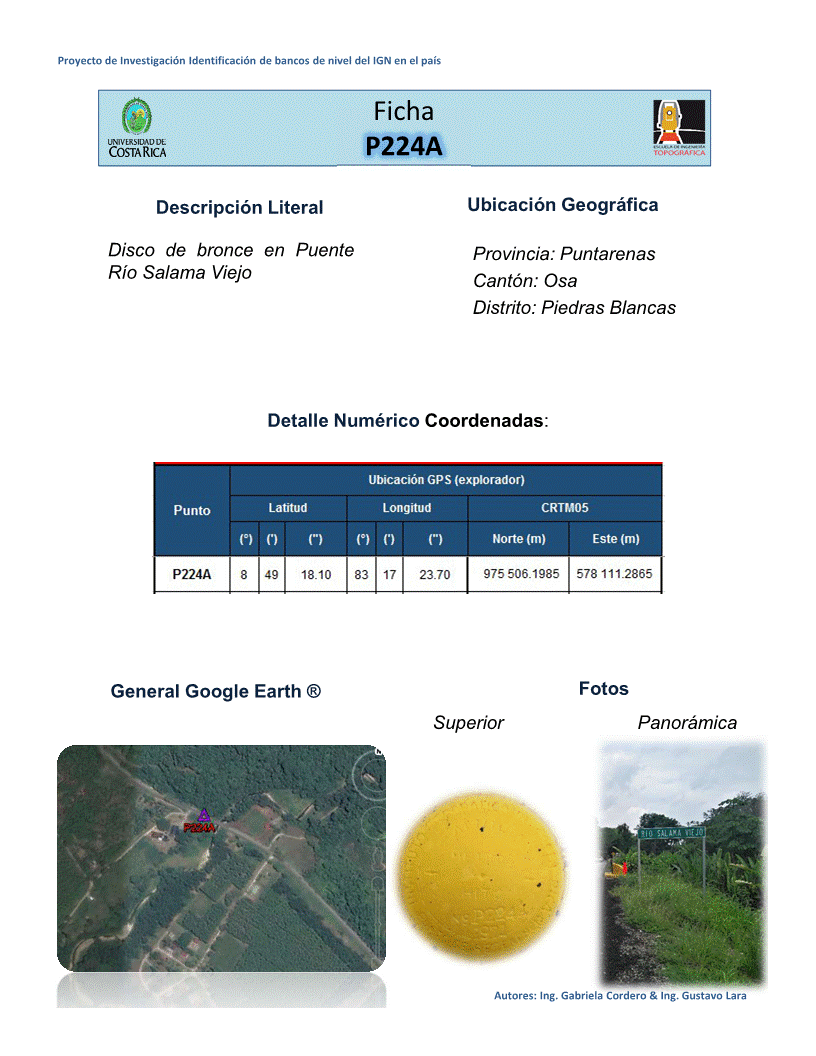 Proyecto de Investigación Identificación de bancos de nivel del IGN en el país
UNIVERSIDAD DE
COSTA RICA
Ficha
P224A
ESCUELA DE INGENIERÍA
TOPOGRÁFICA
Descripción Literal
Disco de bronce en Puente
Río Salama Viejo
Ubicación Geográfica
Provincia: Puntarenas
Cantón: Osa
Distrito: Piedras Blancas
Detalle Numérico Coordenadas:
Punto
Ubicación GPS (explorador)
Latitud Longitud CRTM05
(°) (') (") (°) (') (") Norte (m) Este (m)
P224A 8 49 18.10 83 17 23.70 975 506.1985 578 111.2865
General Google Earth ®
P224A
Fotos
Superior
Panorámica
Nº P224A
RÍO SALAMA VIEJO
Autores: Ing. Gabriela Cordero & Ing. Gustavo Lara